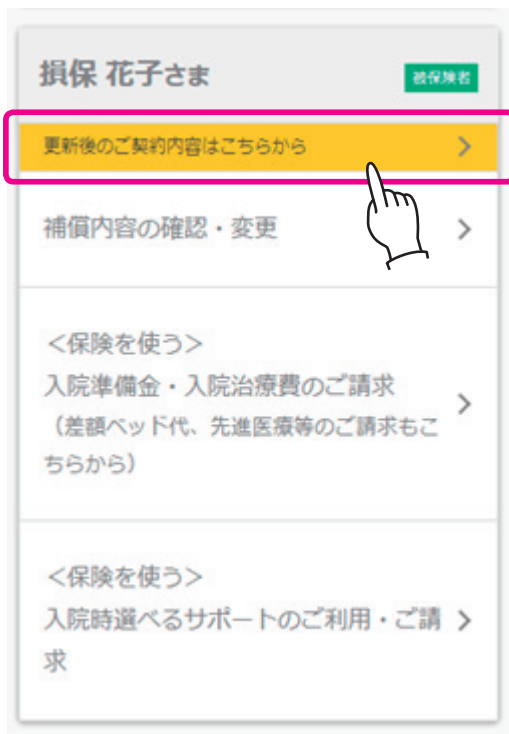 損保 花子さま
被保険者
更新後のご契約内容はこちらから
補償内容の確認・変更
＜保険を使う＞
入院準備金・入院治療費のご請求
（差額ベッド代、先進医療等のご請求もこ
ちらから）
＜保険を使う＞
入院時選べるサポートのご利用・ご請
求